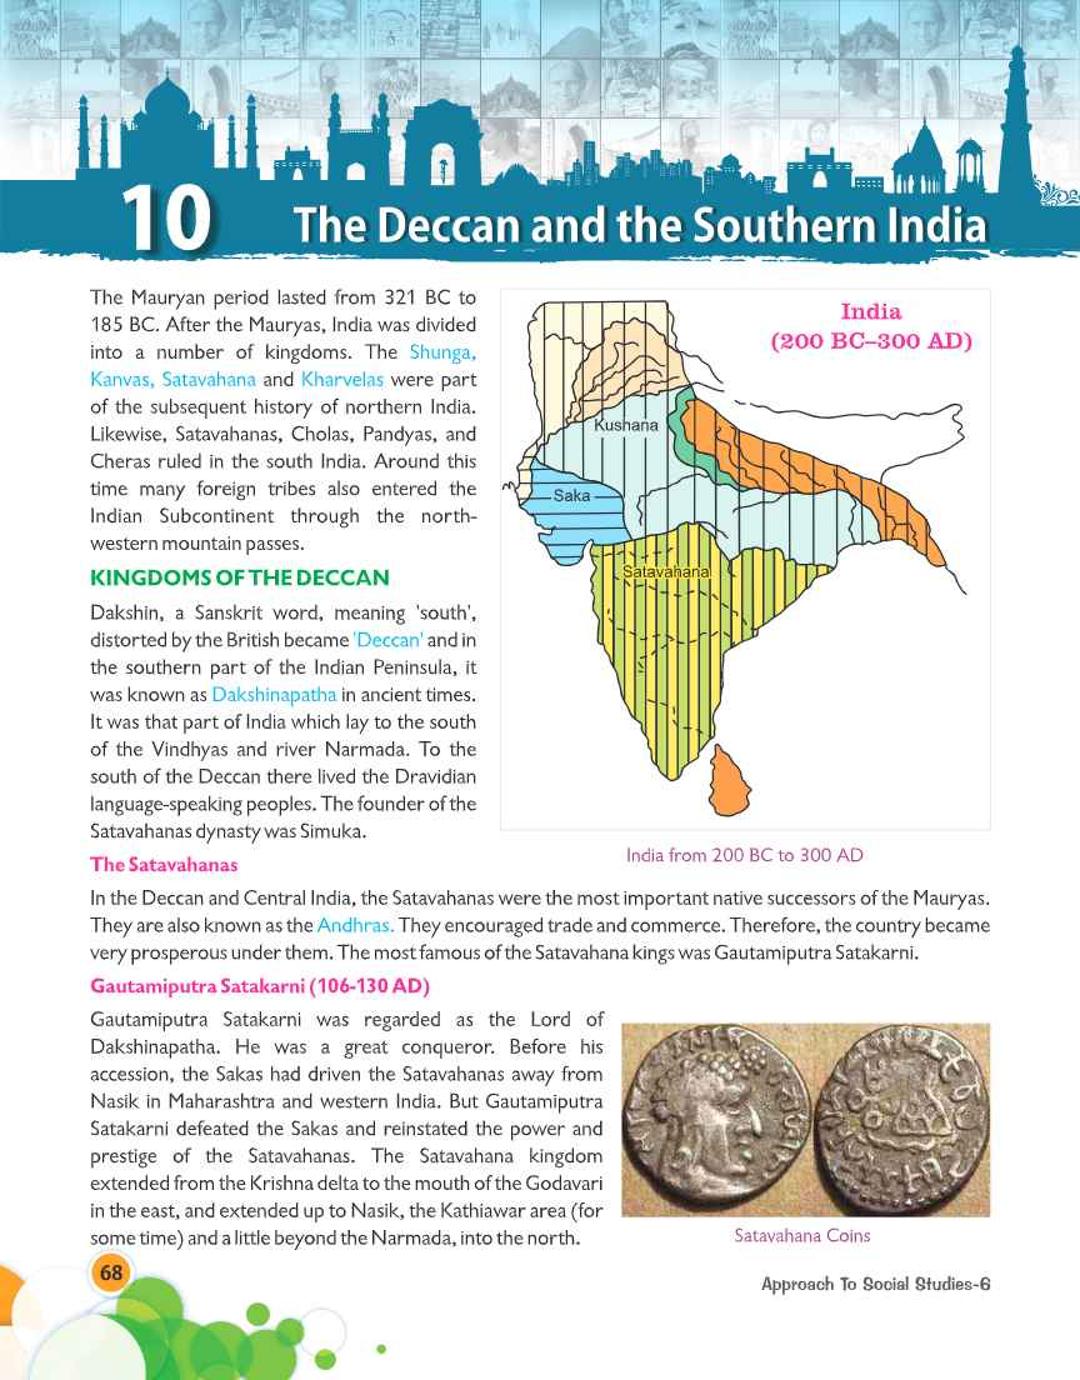 10
The Deccan and the Southern India
The Mauryan period lasted from 321 BC to
185 BC. After the Mauryas, India was divided
into a number of kingdoms. The Shunga,
Kanvas, Satavahana and Kharvelas were part
of the subsequent history of northern India.
Likewise, Satavahanas, Cholas, Pandyas, and
Cheras ruled in the south India. Around this
time many foreign tribes also entered the
Indian Subcontinent through the north-
western mountain passes.
KINGDOMS OF THE DECCAN
Dakshin, a Sanskrit word, meaning 'south',
distorted by the British became 'Deccan' and in
the southern part of the Indian Peninsula, it
was known as Dakshinapatha in ancient times.
It was that part of India which lay to the south
of the Vindhyas and river Narmada. To the
south of the Deccan there lived the Dravidian
language-speaking peoples. The founder of the
Satavahanas dynasty was Simuka.
India
(200 BC–300 AD)
Kushana
Saka
Satavahana
India from 200 BC to 300 AD
The Satavahanas
In the Deccan and Central India, the Satavahanas were the most important native successors of the Mauryas.
They are also known as the Andhras. They encouraged trade and commerce. Therefore, the country became
very prosperous under them. The most famous of the Satavahana kings was Gautamiputra Satakarni.
Gautamiputra Satakarni (106-130 AD)
Gautamiputra Satakarni was regarded as the Lord of
Dakshinapatha. He was a great conqueror. Before his
accession, the Sakas had driven the Satavahanas away from
Nasik in Maharashtra and western India. But Gautamiputra
Satakarni defeated the Sakas and reinstated the power and
prestige of the Satavahanas. The Satavahana kingdom
extended from the Krishna delta to the mouth of the Godavari
in the east, and extended up to Nasik, the Kathiawar area (for
some time) and a little beyond the Narmada, into the north.
Satavahana Coins
68
Approach To Social Studies-6